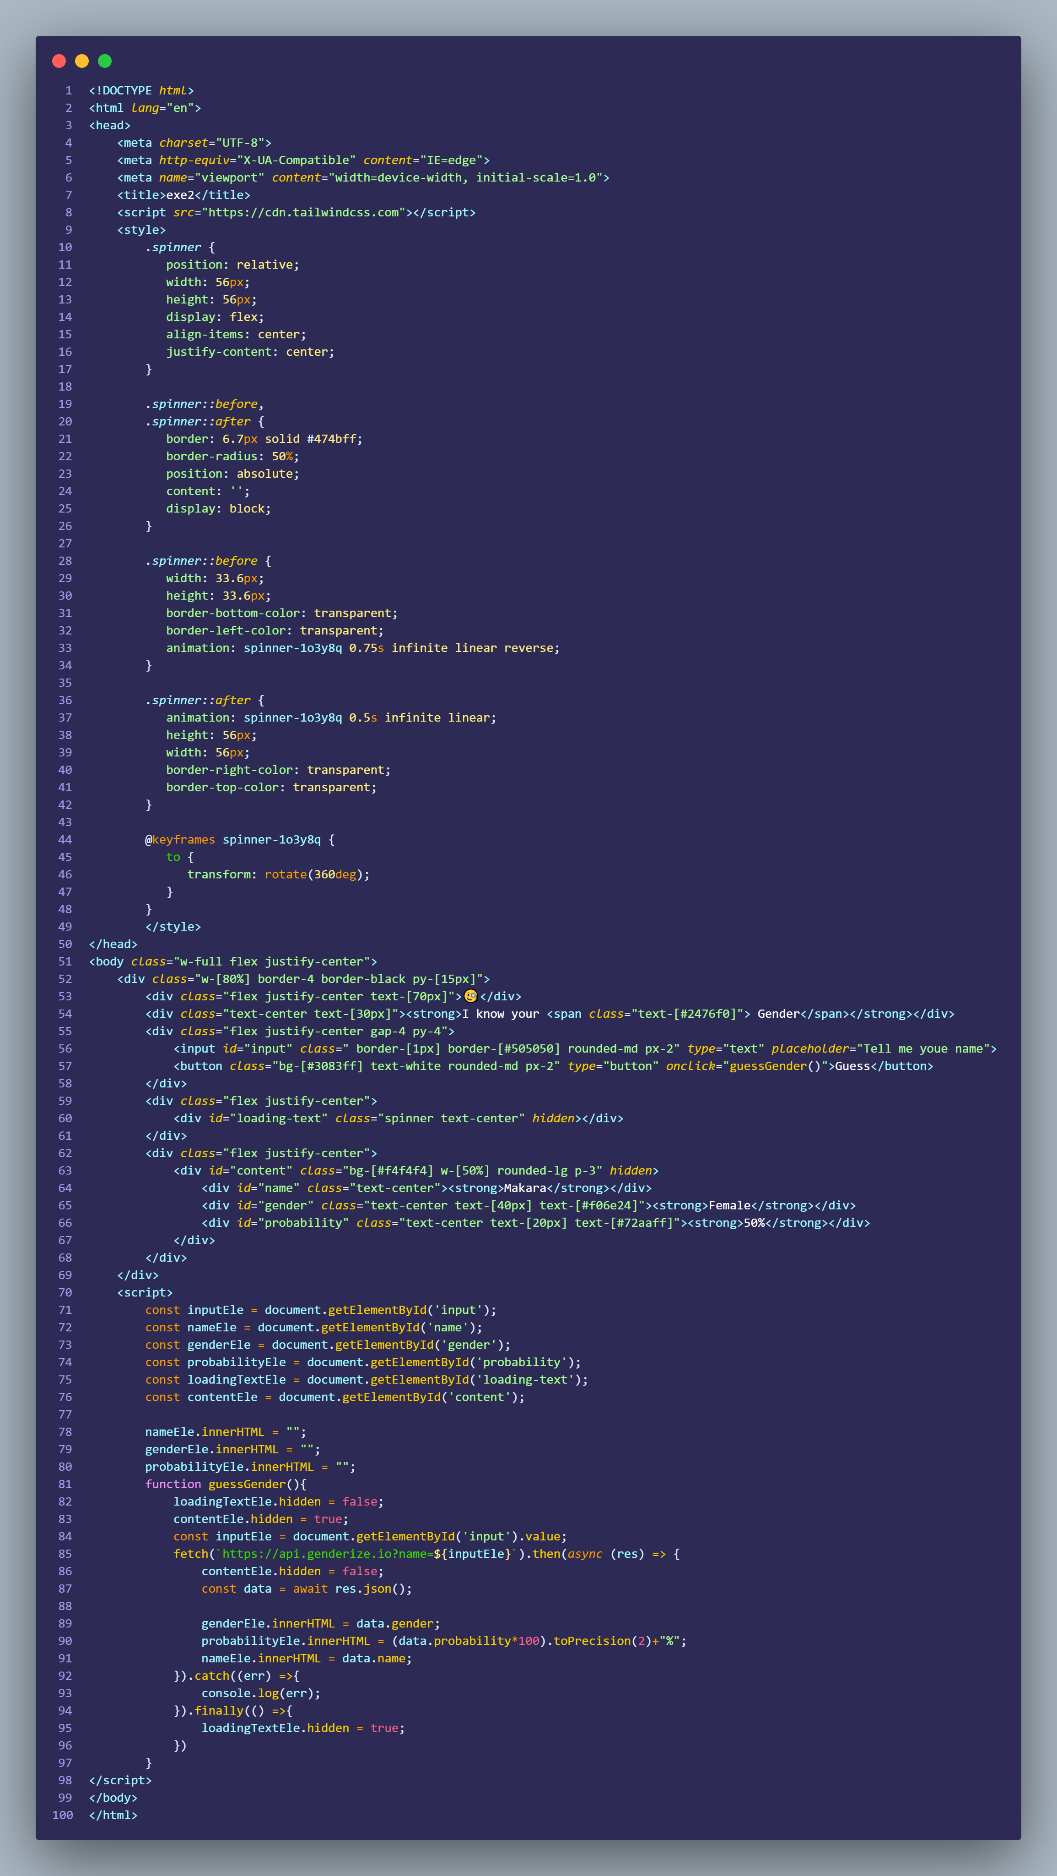 1 <!DOCTYPE html>
2 <html lang="en">
3 <head>
4     <meta charset="UTF-8">
5     <meta http-equiv="X-UA-Compatible" content="IE=edge">
6     <meta name="viewport" content="width=device-width, initial-scale=1.0">
7     <title>exe2</title>
8     <script src="https://cdn.tailwindcss.com"></script>
9     <style>
10         .spinner {
11            position: relative;
12            width: 56px;
13            height: 56px;
14            display: flex;
15            align-items: center;
16            justify-content: center;
17         }
18
19         .spinner::before,
20         .spinner::after {
21            border: 6.7px solid #474bff;
22            border-radius: 50%;
23            position: absolute;
24            content: '';
25            display: block;
26         }
27
28         .spinner::before {
29            width: 33.6px;
30            height: 33.6px;
31            border-bottom-color: transparent;
32            border-left-color: transparent;
33            animation: spinner-1o3y8q 0.75s infinite linear reverse;
34         }
35
36         .spinner::after {
37            animation: spinner-1o3y8q 0.5s infinite linear;
38            height: 56px;
39            width: 56px;
40            border-right-color: transparent;
41            border-top-color: transparent;
42         }
43
44         @keyframes spinner-1o3y8q {
45            to {
46               transform: rotate(360deg);
47            }
48         }
49         </style>
50 </head>
51 <body class="w-full flex justify-center">
52     <div class="w-[80%] border-4 border-black py-[15px]">
53         <div class="flex justify-center text-[70px]">🧐</div>
54         <div class="text-center text-[30px]"><strong>I know your <span class="text-[#2476f0]"> Gender</span></strong></div>
55         <div class="flex justify-center gap-4 py-4">
56             <input id="input" class=" border-[1px] border-[#505050] rounded-md px-2" type="text" placeholder="Tell me youe name">
57             <button class="bg-[#3083ff] text-white rounded-md px-2" type="button" onclick="guessGender()">Guess</button>
58         </div>
59         <div class="flex justify-center">
60             <div id="loading-text" class="spinner text-center" hidden></div>
61         </div>
62         <div class="flex justify-center">
63             <div id="content" class="bg-[#f4f4f4] w-[50%] rounded-lg p-3" hidden>
64                 <div id="name" class="text-center"><strong>Makara</strong></div>
65                 <div id="gender" class="text-center text-[40px] text-[#f06e24]"><strong>Female</strong></div>
66                 <div id="probability" class="text-center text-[20px] text-[#72aaff]"><strong>50%</strong></div>
67             </div>
68         </div>
69     </div>
70     <script>
71         const inputEle = document.getElementById('input');
72         const nameEle = document.getElementById('name');
73         const genderEle = document.getElementById('gender');
74         const probabilityEle = document.getElementById('probability');
75         const loadingTextEle = document.getElementById('loading-text');
76         const contentEle = document.getElementById('content');
77
78         nameEle.innerHTML = "";
79         genderEle.innerHTML = "";
80         probabilityEle.innerHTML = "";
81         function guessGender(){
82             loadingTextEle.hidden = false;
83             contentEle.hidden = true;
84             const inputEle = document.getElementById('input').value;
85             fetch(`https://api.genderize.io?name=${inputEle}`).then(async (res) => {
86                 contentEle.hidden = false;
87                 const data = await res.json();
88
89                 genderEle.innerHTML = data.gender;
90                 probabilityEle.innerHTML = (data.probability*100).toPrecision(2)+"%";
91                 nameEle.innerHTML = data.name;
92             }).catch((err) =>{
93                 console.log(err);
94             }).finally(() =>{
95                 loadingTextEle.hidden = true;
96             })
97         }
98 </script>
99 </body>
100 </html>